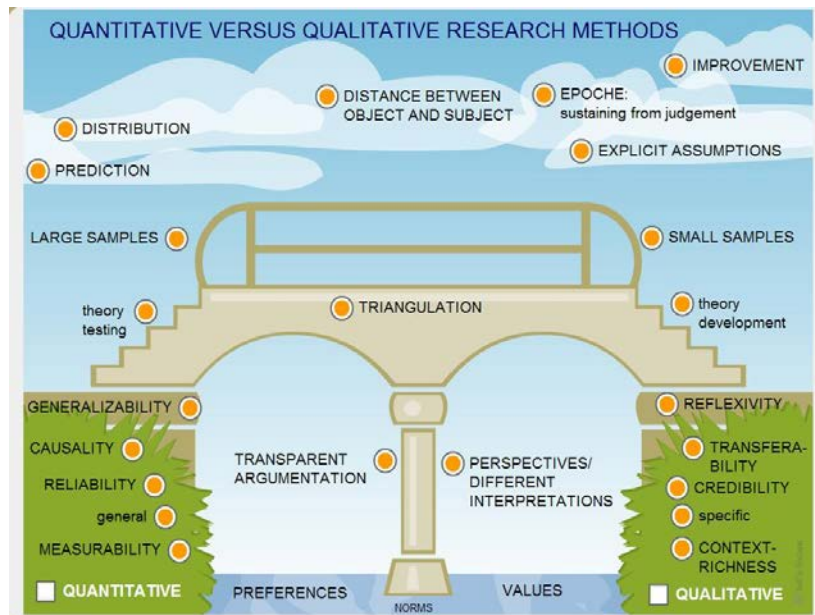 QUANTITATIVE VERSUS QUALITATIVE RESEARCH METHODS
IMPROVEMENT
DISTANCE BETWEEN
OBJECT AND SUBJECT
EPOCHE:
sustaining from judgement
DISTRIBUTION
EXPLICIT ASSUMPTIONS
PREDICTION
LARGE SAMPLES
SMALL SAMPLES
theory
testing
TRIANGULATION
theory
development
GENERALIZABILITY
REFLEXIVITY
CAUSALITY
TRANSPARENT
ARGUMENTATION
PERSPECTIVES/
DIFFERENT
INTERPRETATIONS
TRANSFERA-
BILITY
RELIABILITY
CREDIBILITY
general
specific
MEASURABILITY
CONTEXT-
RICHNESS
QUANTITATIVE
PREFERENCES
NORMS
VALUES
QUALITATIVE